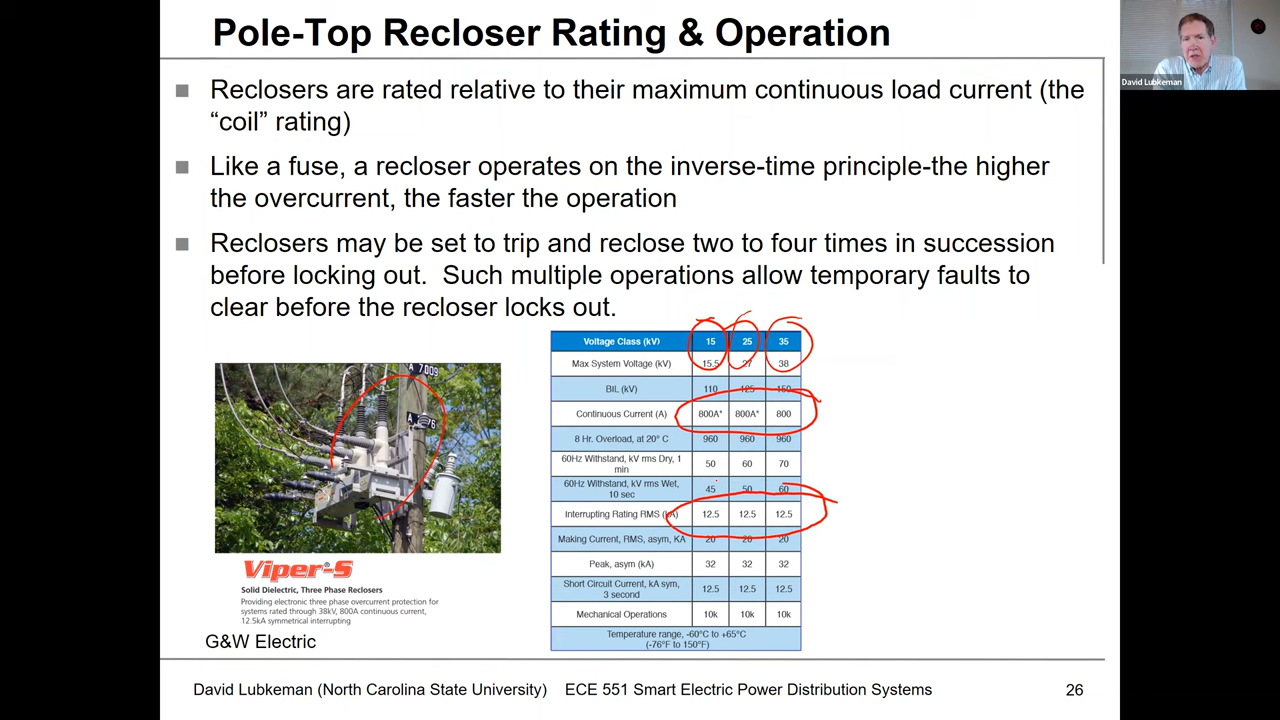 Pole-Top Recloser Rating & Operation
David Lubkeman
Reclosers are rated relative to their maximum continuous load current (the
“coil” rating)
Like a fuse, a recloser operates on the inverse-time principle-the higher
the overcurrent, the faster the operation
Reclosers may be set to trip and reclose two to four times in succession
before locking out. Such multiple operations allow temporary faults to
clear before the recloser locks out.
A 7009
A 6
Viper®-S
Solid Dielectric, Three Phase Reclosers
Providing electronic three phase overcurrent protection for
systems rated through 38kV, 800A continuous current,
12.5kA symmetrical interrupting
G&W Electric
Voltage Class (kV) 15 25 35
Max System Voltage (kV) 15.5 27 38
BIL (kV) 110 125 150
Continuous Current (A) 800A* 800A* 800
8 Hr. Overload, at 20° C 960 960 960
60Hz Withstand, kV rms Dry, 1
min 50 60 70
60Hz Withstand, kV rms Wet,
10 sec 45 50 60
Interrupting Rating RMS (kA) 12.5 12.5 12.5
Making Current, RMS, asym, KA 20 20 20
Peak, asym (kA) 32 32 32
Short Circuit Current, kA sym,
3 second 12.5 12.5 12.5
Mechanical Operations 10k 10k 10k
Temperature range, -60°C to +65°C
(-76°F to 150°F)
David Lubkeman (North Carolina State University) ECE 551 Smart Electric Power Distribution Systems 26